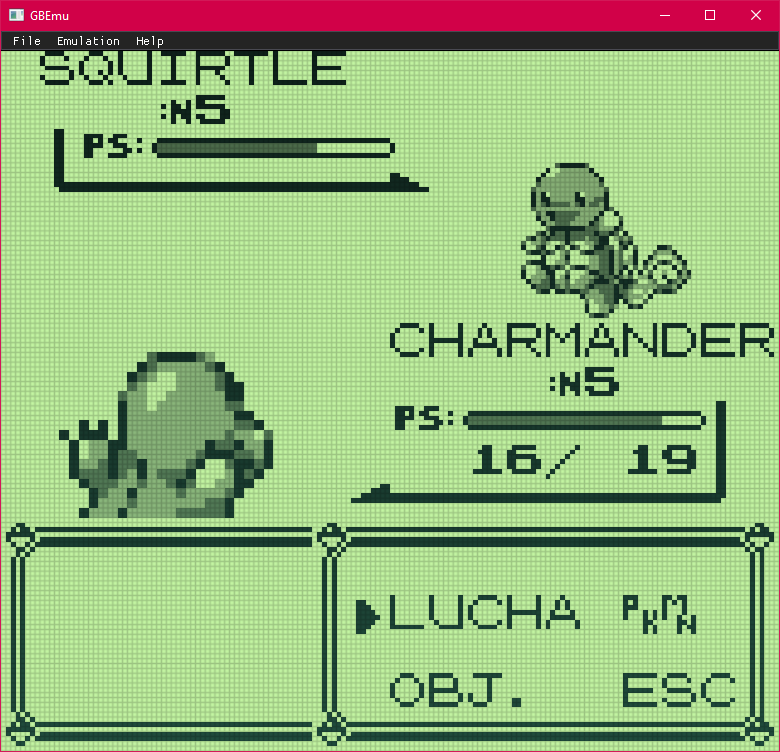 GBEmu
File Emulation Help
SQUIRTLE
:N5
PS:
CHARMANDER
:N5
PS:
16/ 19
LUCHA PKMN
OBJ. ESC